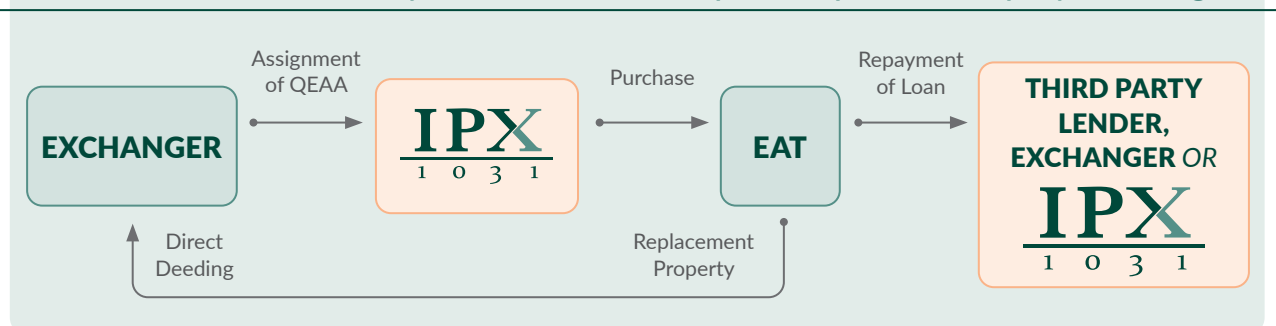 Assignment
of QEAA
Purchase
Repayment
of Loan
EXCHANGER
IPX
1 0 3 1
EAT
THIRD PARTY
LENDER,
EXCHANGER OR
IPX
1 0 3 1
Direct
Deeding
Replacement
Property